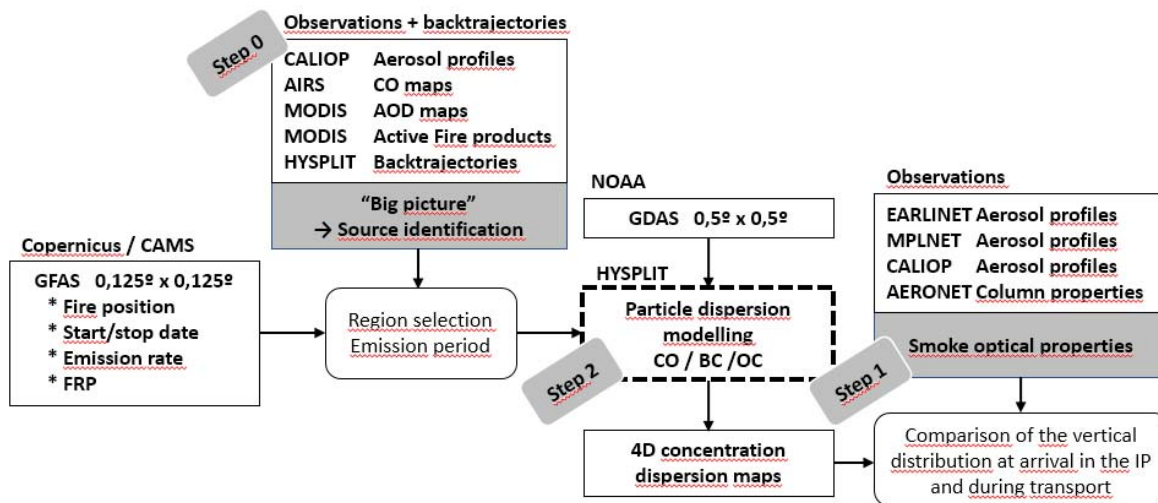 Step 0
Observations + backtrajectories
CALIOP Aerosol profiles
AIRS CO maps
MODIS AOD maps
MODIS Active Fire products
HYSPLIT Backtrajectories
“Big picture”
→ Source identification
Copernicus / CAMS
GFAS 0,125º x 0,125º
* Fire position
* Start/stop date
* Emission rate
* FRP
Region selection
Emission period
NOAA
GDAS 0,5º x 0,5º
HYSPLIT
Particle dispersion
modelling
CO / BC /OC
Step 2
4D concentration
dispersion maps
Observations
EARLINET Aerosol profiles
MPLNET Aerosol profiles
CALIOP Aerosol profiles
AERONET Column properties
Smoke optical properties
Step 1
Comparison of the vertical
distribution at arrival in the IP
and during transport